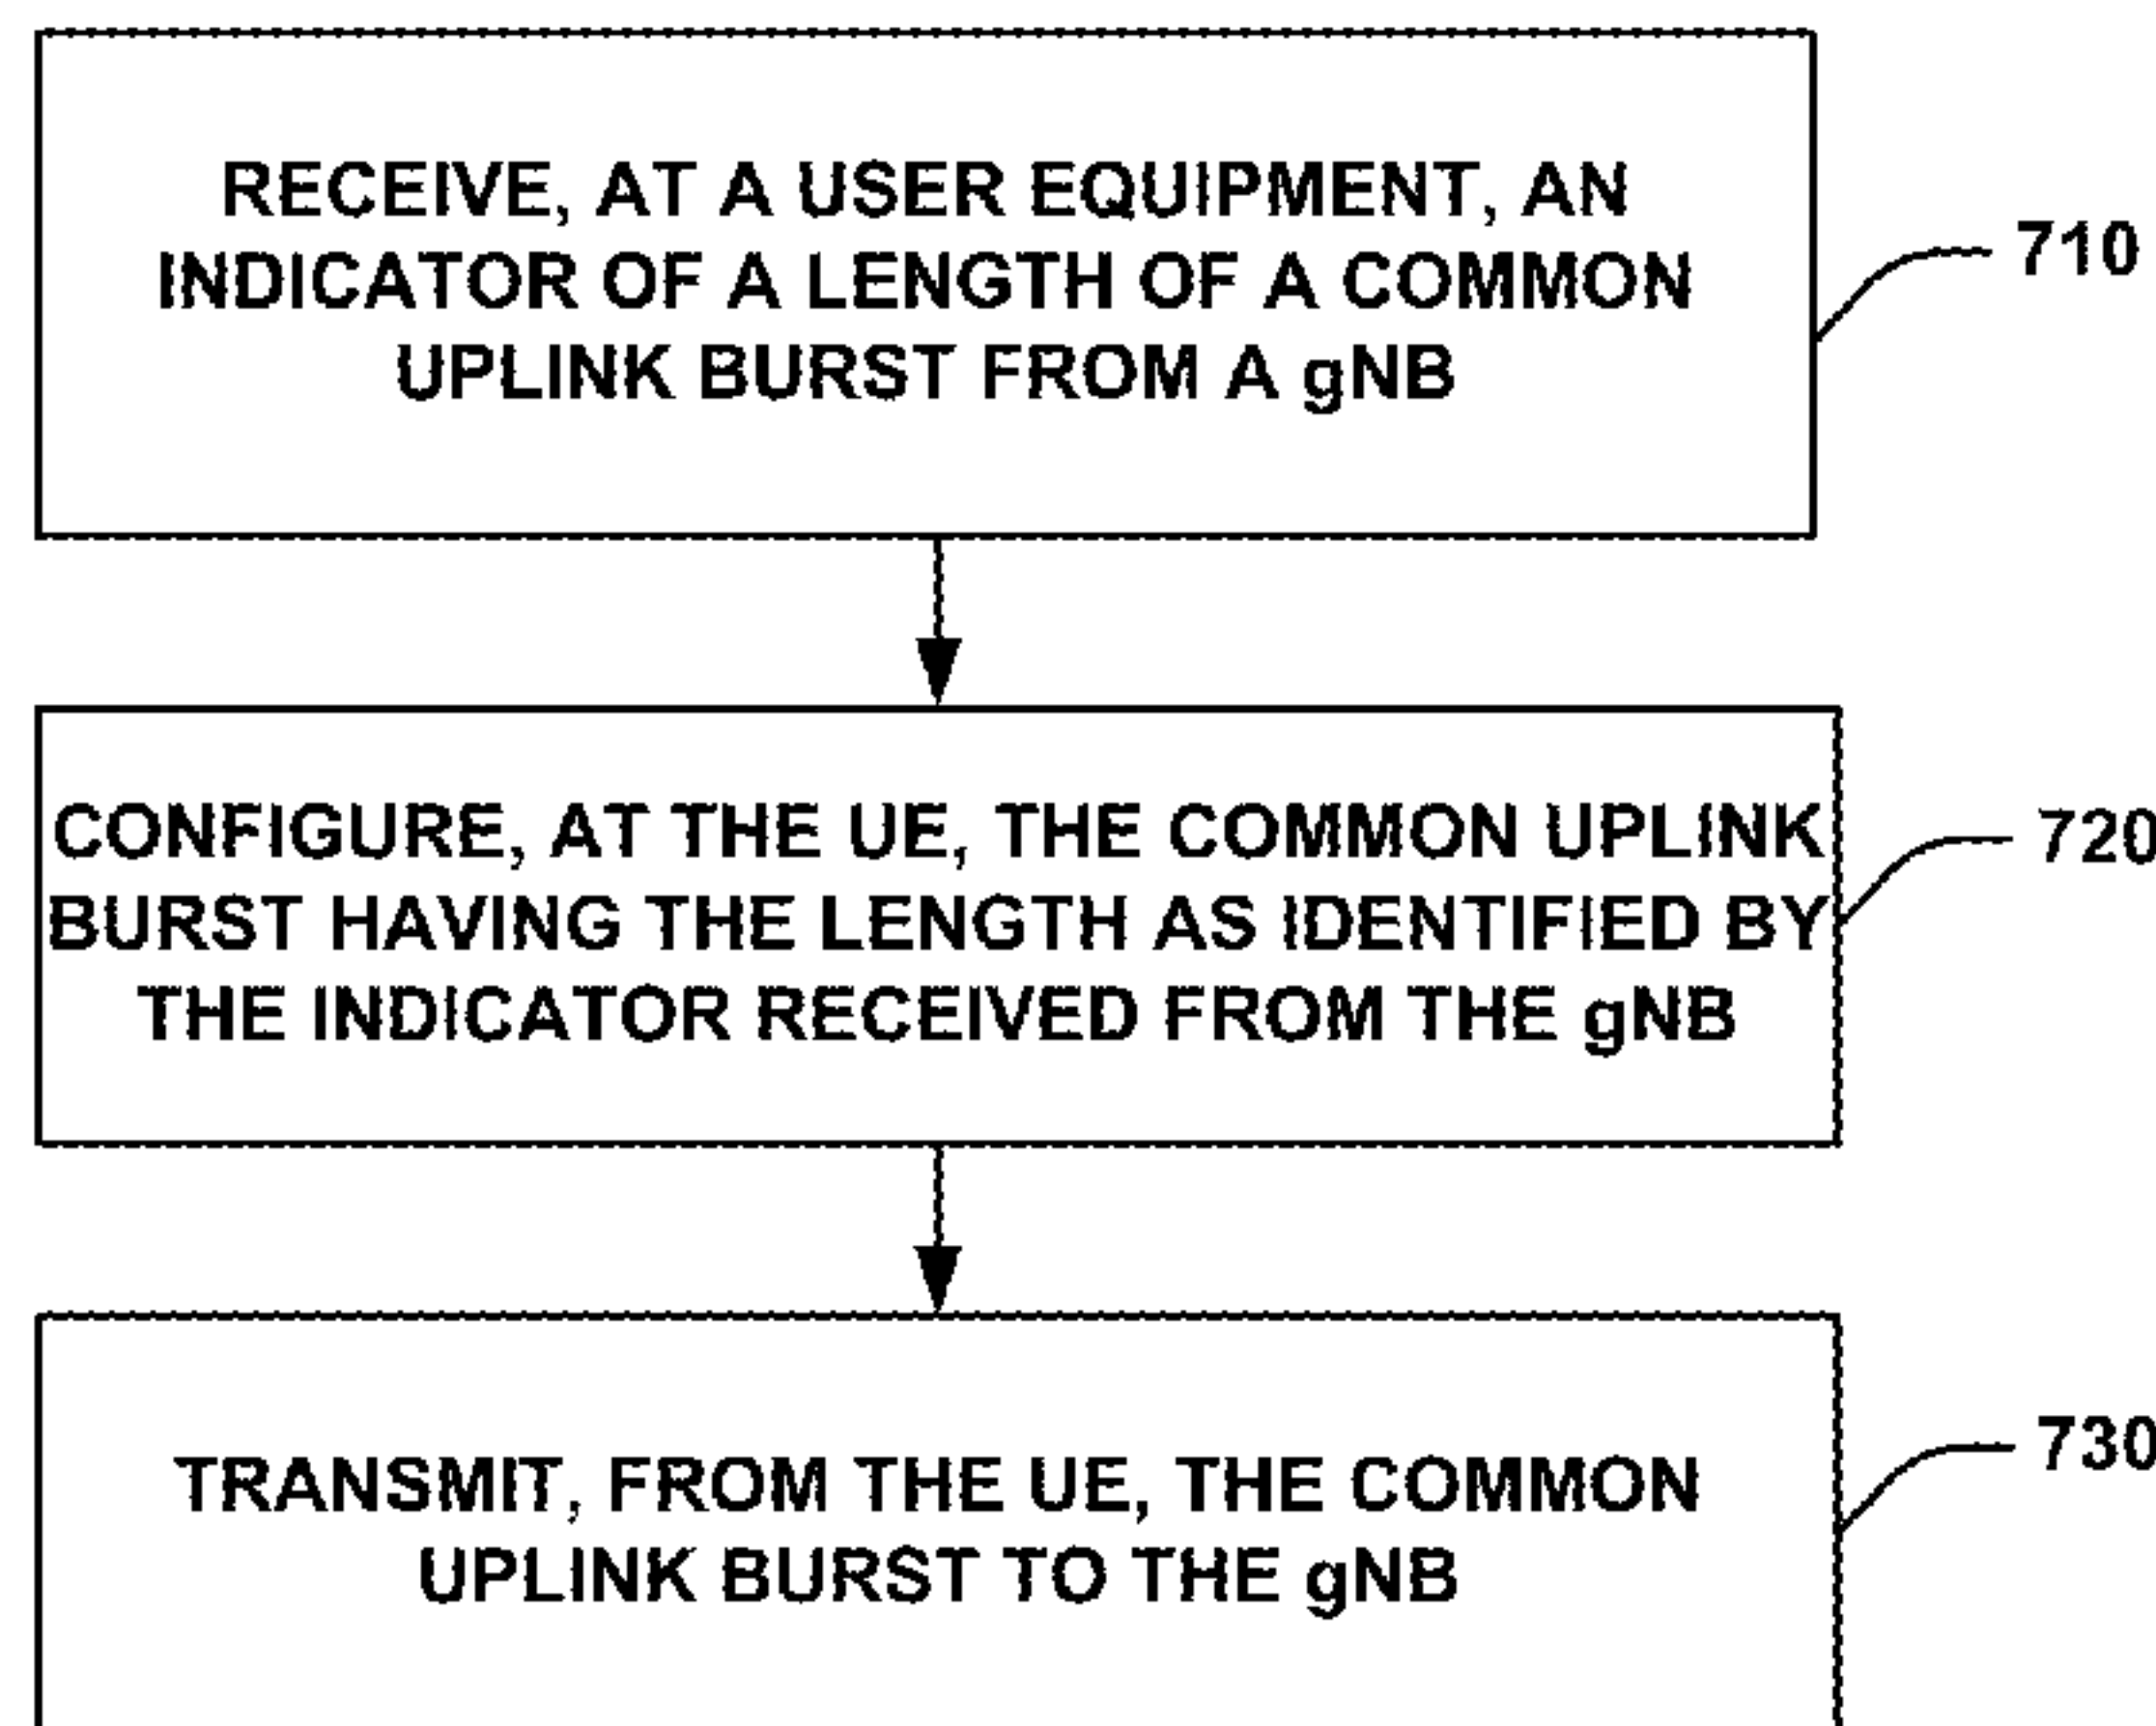 RECEIVE, AT A USER EQUIPMENT, AN
INDICATOR OF A LENGTH OF A COMMON
UPLINK BURST FROM A gNB
710
CONFIGURE, AT THE UE, THE COMMON UPLINK
BURST HAVING THE LENGTH AS IDENTIFIED BY
THE INDICATOR RECEIVED FROM THE gNB
720
TRANSMIT, FROM THE UE, THE COMMON
UPLINK BURST TO THE gNB
730